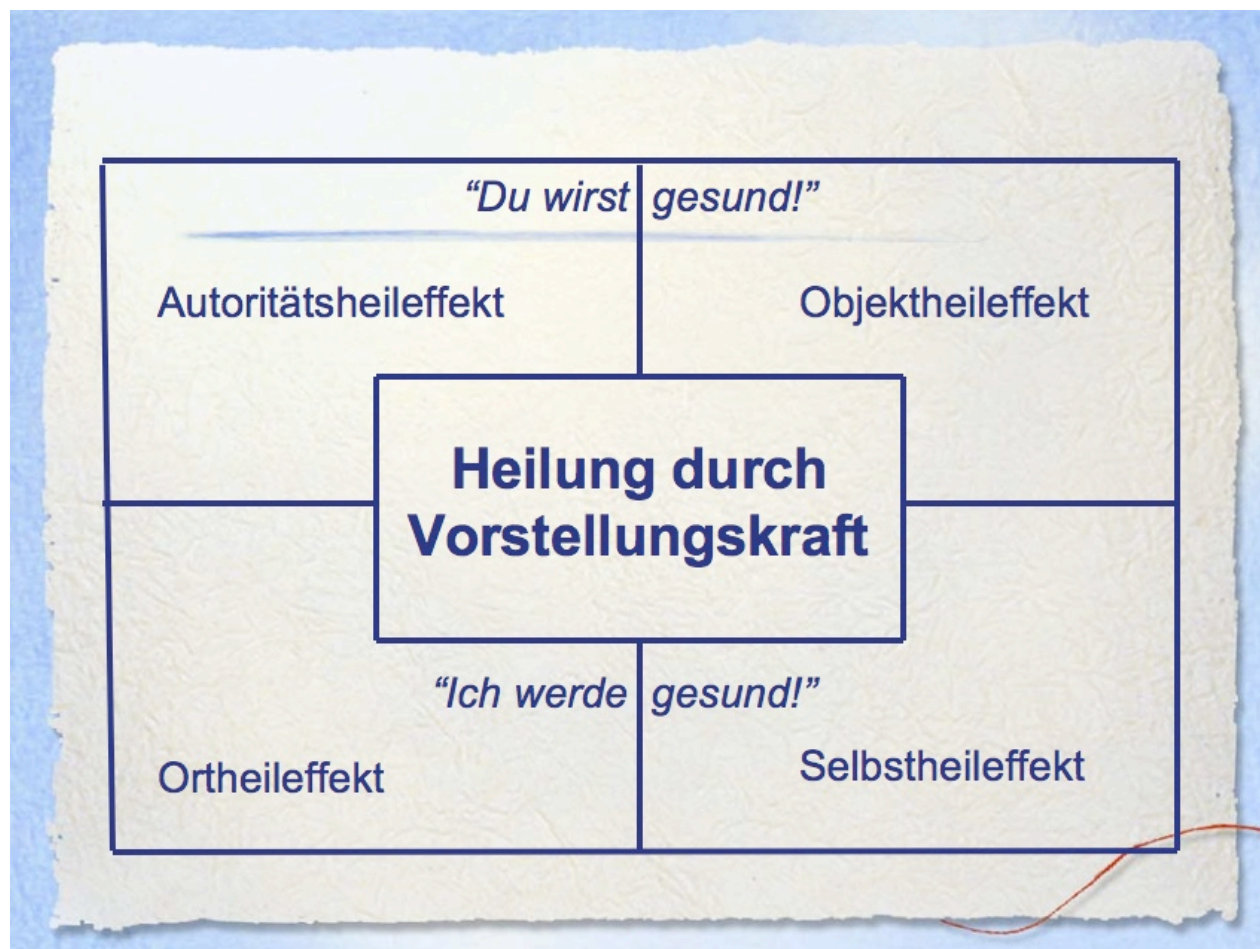 “Du wirst gesund!”
Autoritätsheileffekt
Objektheileffekt
Heilung durch
Vorstellungskraft
“Ich werde gesund!”
Ortheileffekt
Selbstheileffekt